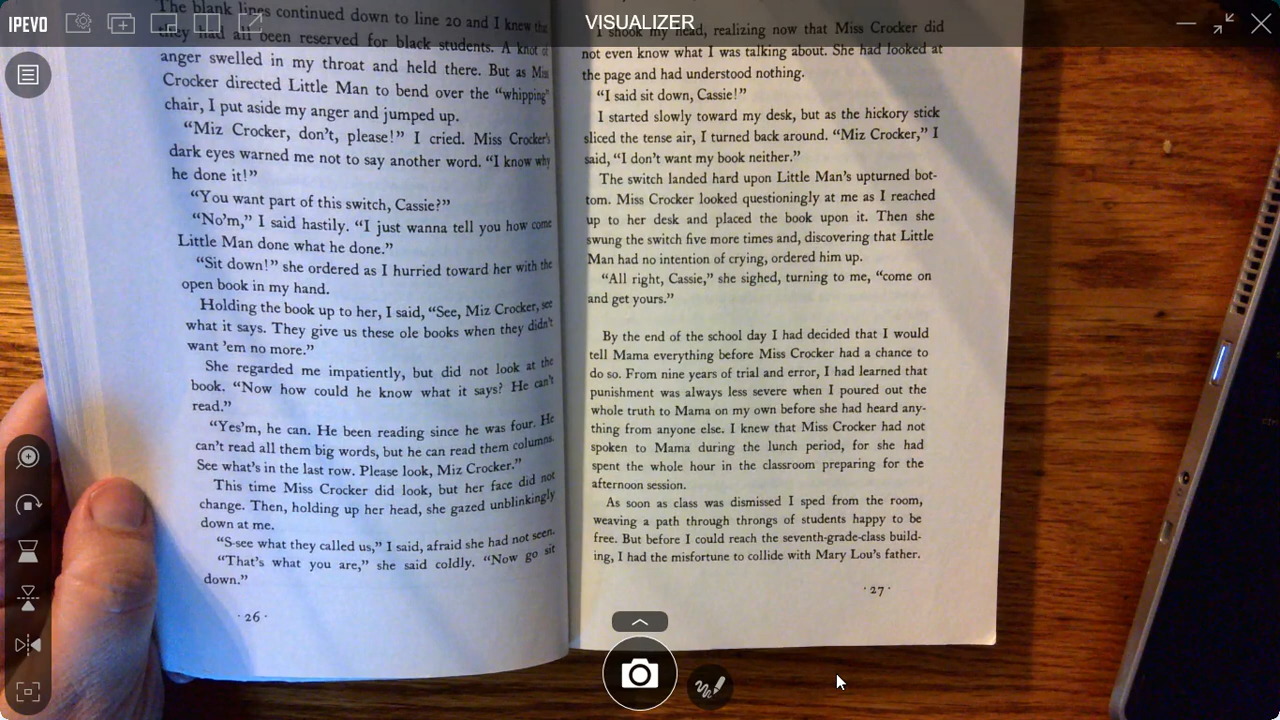 IPEVO
VISUALIZER
The blank lines continued down to line 20 and I knew that
they had all been reserved for black students. A knot of
anger swelled in my throat and held there. But as Miss
Crocker directed Little Man to bend over the “whipping”
chair, I put aside my anger and jumped up.
“Miz Crocker, don’t, please!” I cried. Miss Crocker’s
dark eyes warned me not to say another word. “I know why
he done it!”
“You want part of this switch, Cassie?”
“No’m,” I said hastily. “I just wanna tell you how come
Little Man done what he done.”
“Sit down!” she ordered as I hurried toward her with the
open book in my hand.
Holding the book up to her, I said, “See, Miz Crocker, see
what it says. They give us these ole books when they didn’t
want ’em no more.”
She regarded me impatiently, but did not look at the
book. “Now how could he know what it says? He can’t
read.”
“Yes’m, he can. He been reading since he was four. He
can’t read all them big words, but he can read them columns.
See what’s in the last row. Please look, Miz Crocker.”
This time Miss Crocker did look, but her face did not
change. Then, holding up her head, she gazed unblinkingly
down at me.
“S-see what they called us,” I said, afraid she had not seen.
“That’s what you are,” she said coldly. “Now go sit
down.”
· 26 ·
I shook my head, realizing now that Miss Crocker did
not even know what I was talking about. She had looked at
the page and had understood nothing.
“I said sit down, Cassie!”
I started slowly toward my desk, but as the hickory stick
sliced the tense air, I turned back around. “Miz Crocker,” I
said, “I don’t want my book neither.”
The switch landed hard upon Little Man’s upturned bot-
tom. Miss Crocker looked questioningly at me as I reached
up to her desk and placed the book upon it. Then she
swung the switch five more times and, discovering that Little
Man had no intention of crying, ordered him up.
“All right, Cassie,” she sighed, turning to me, “come on
and get yours.”
By the end of the school day I had decided that I would
tell Mama everything before Miss Crocker had a chance to
do so. From nine years of trial and error, I had learned that
punishment was always less severe when I poured out the
whole truth to Mama on my own before she had heard any-
thing from anyone else. I knew that Miss Crocker had not
spoken to Mama during the lunch period, for she had
spent the whole hour in the classroom preparing for the
afternoon session.
As soon as class was dismissed I sped from the room,
weaving a path through throngs of students happy to be
free. But before I could reach the seventh-grade-class build-
ing, I had the misfortune to collide with Mary Lou’s father.
· 27 ·